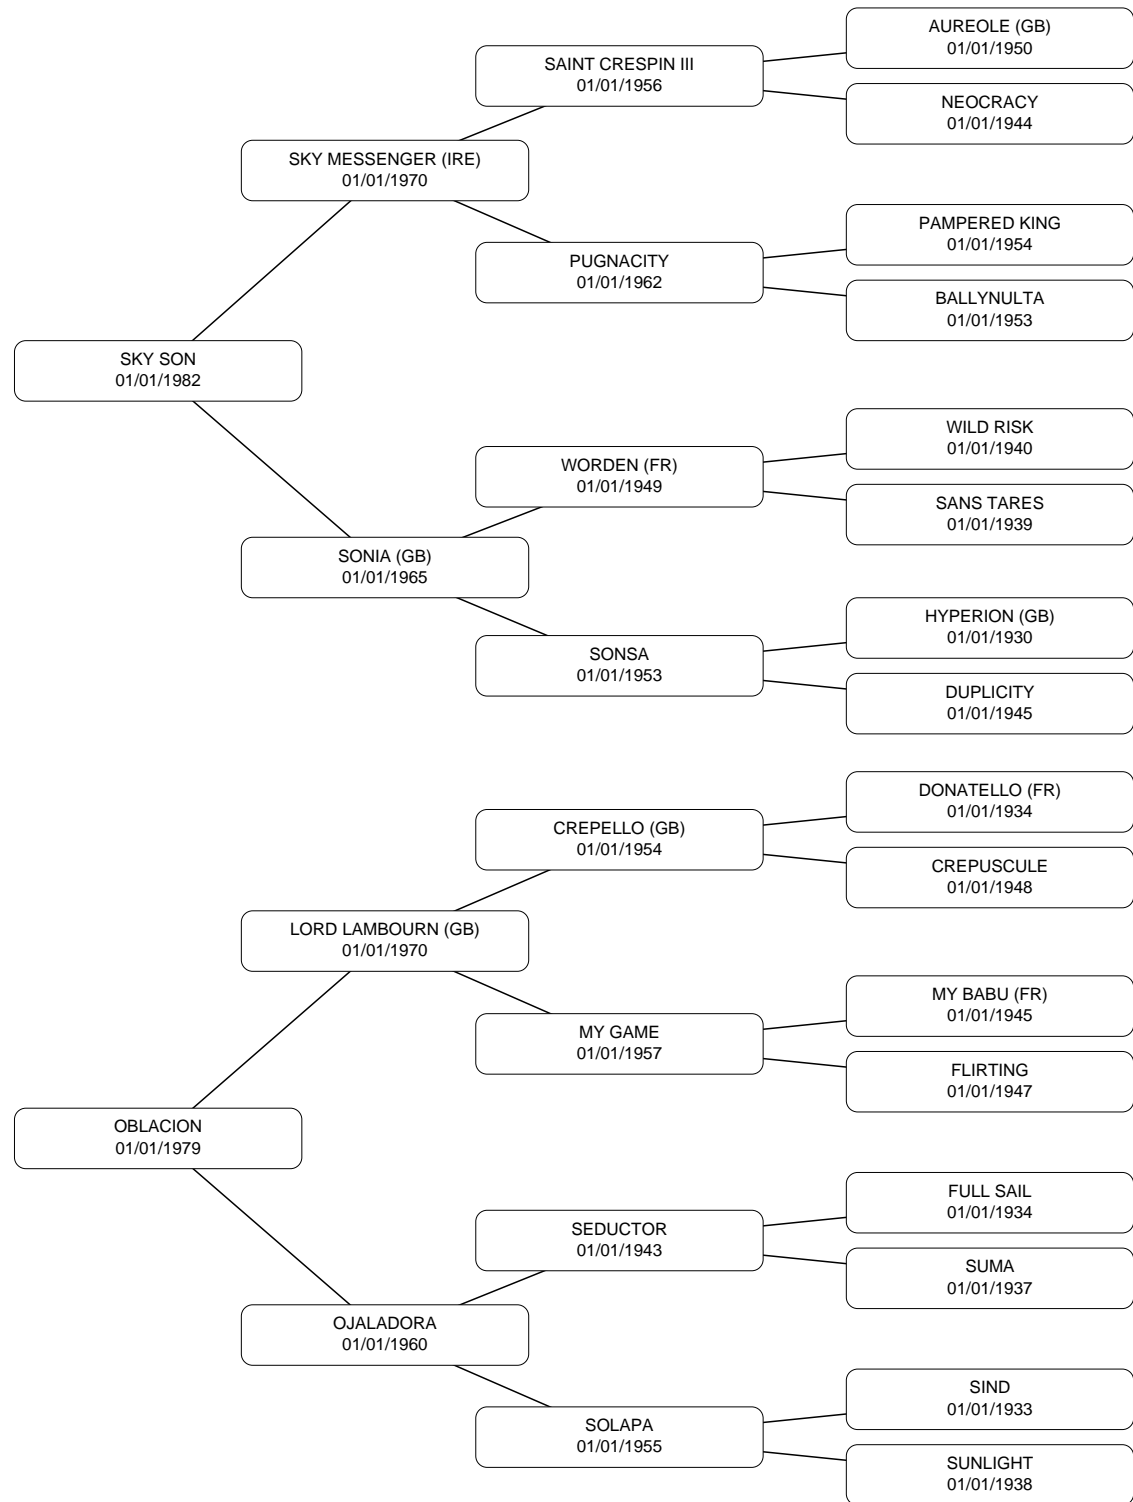 AUREOLE (GB)
01/01/1950
SAINT CRESPIN III
01/01/1956
NEOCRACY
01/01/1944
SKY MESSENGER (IRE)
01/01/1970
PAMPERED KING
01/01/1954
PUGNACITY
01/01/1962
BALLYNULTA
01/01/1953
SKY SON
01/01/1982
WILD RISK
01/01/1940
WORDEN (FR)
01/01/1949
SANS TARES
01/01/1939
SONIA (GB)
01/01/1965
HYPERION (GB)
01/01/1930
SONSA
01/01/1953
DUPLICITY
01/01/1945
DONATELLO (FR)
01/01/1934
CREPELLO (GB)
01/01/1954
CREPUSCULE
01/01/1948
LORD LAMBOURN (GB)
01/01/1970
MY BABU (FR)
01/01/1945
MY GAME
01/01/1957
FLIRTING
01/01/1947
OBLACION
01/01/1979
FULL SAIL
01/01/1934
SEDUCTOR
01/01/1943
SUMA
01/01/1937
OJALADORA
01/01/1960
SIND
01/01/1933
SOLAPA
01/01/1955
SUNLIGHT
01/01/1938